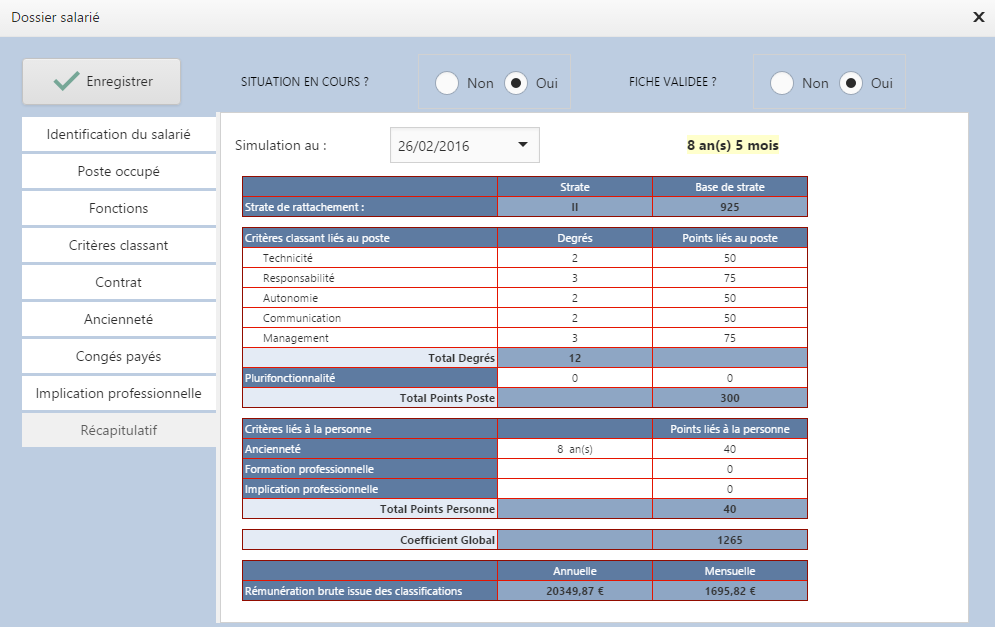 Dossier salarié
Enregistrer
SITUATION EN COURS ? Non Oui
FICHE VALIDEE ? Non Oui
Identification du salarié
Poste occupé
Fonctions
Critères classant
Contrat
Ancienneté
Congés payés
Implication professionnelle
Récapitulatif
Simulation au : 26/02/2016 8 an(s) 5 mois
Strate Base de strate
Strate de rattachement : II 925
Critères classant liés au poste Degrés Points liés au poste
Technicité 2 50
Responsabilité 3 75
Autonomie 2 50
Communication 2 50
Management 3 75
Total Degrés 12
Plurifonctionnalité 0 0
Total Points Poste 300
Critères liés à la personne Points liés à la personne
Ancienneté 8 an(s) 40
Formation professionnelle 0
Implication professionnelle 0
Total Points Personne 40
Coefficient Global 1265
Annuelle Mensuelle
Rémunération brute issue des classifications 20349,87 € 1695,82 €